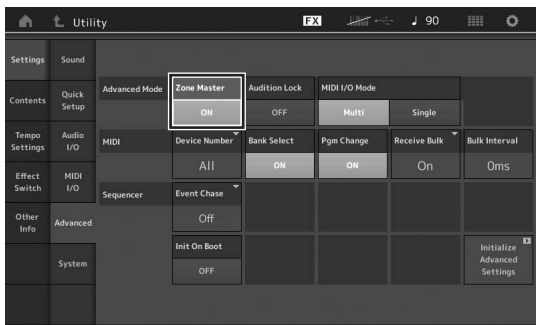 Utility
FX
90
Settings
Sound
Contents
Quick
Setup
Tempo
Settings
Audio
I/O
Effect
Switch
MIDI
I/O
Other
Info
Advanced
System
Advanced Mode
Zone Master
ON
Audition Lock
OFF
MIDI I/O Mode
Multi
Single
MIDI
Device Number
All
Bank Select
ON
Pgm Change
ON
Receive Bulk
On
Bulk Interval
0ms
Sequencer
Event Chase
Off
Init On Boot
OFF
Initialize
Advanced
Settings